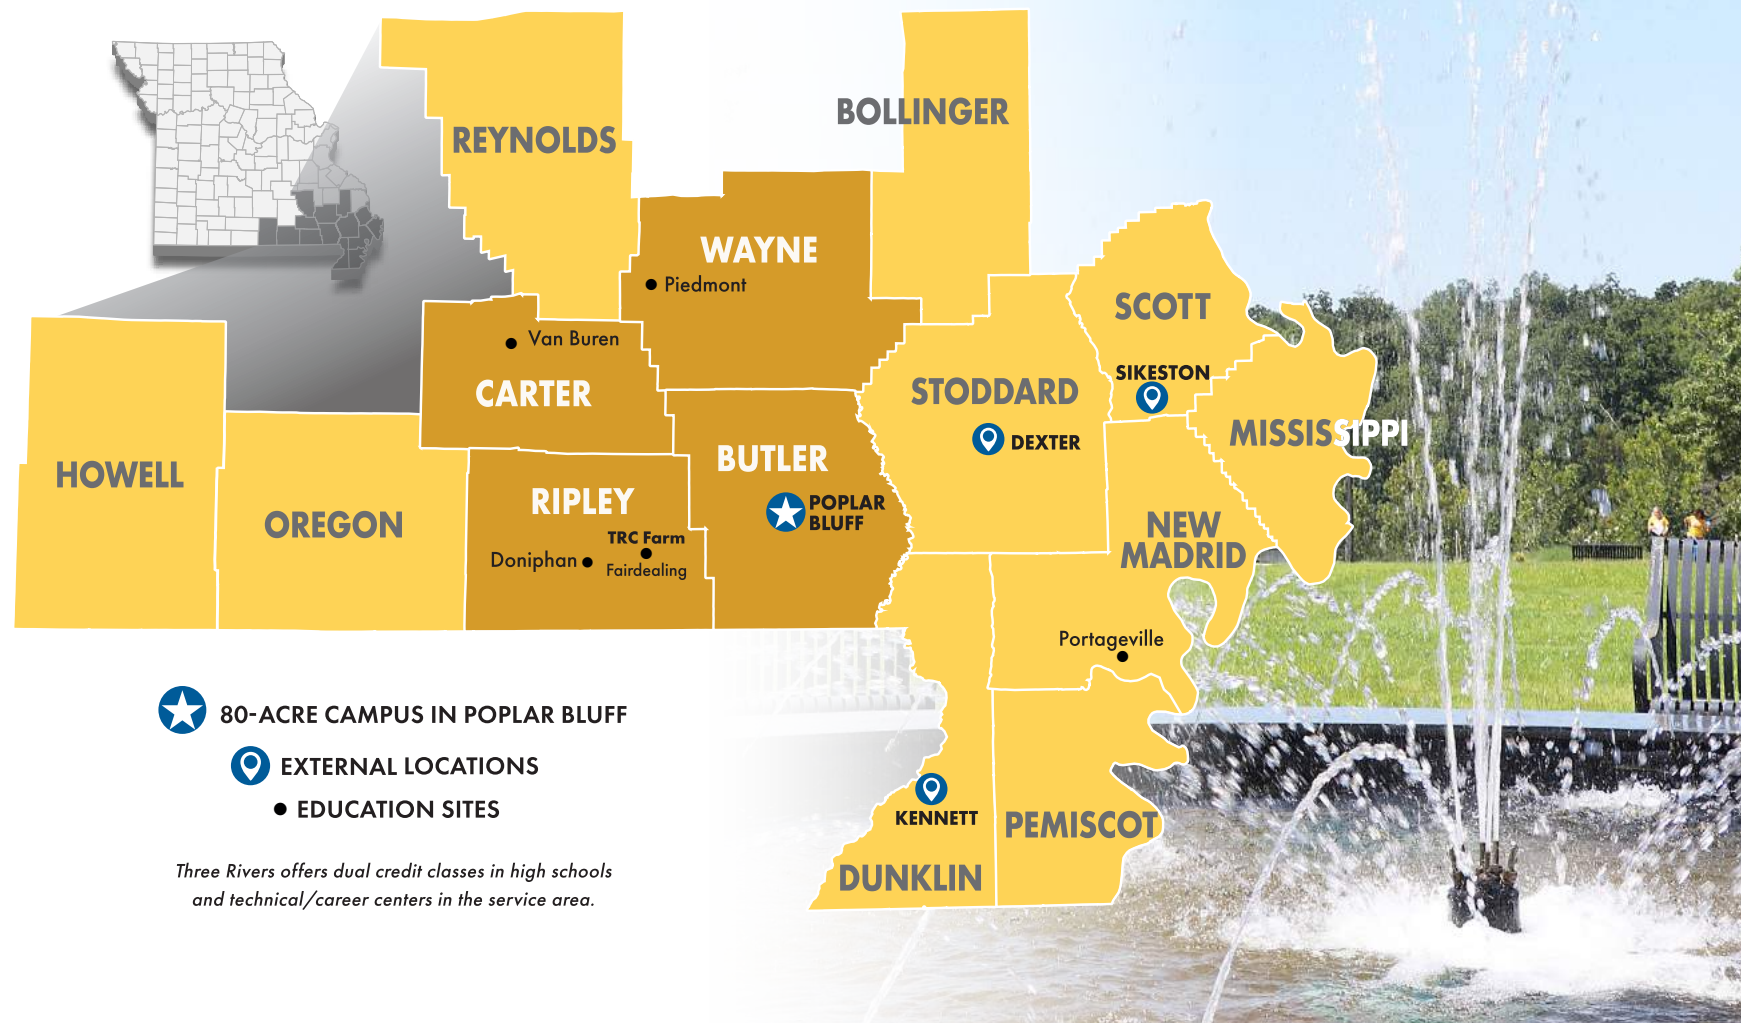 BOLLINGER
REYNOLDS
WAYNE
Piedmont
SCOTT
Van Buren
SIKESTON
CARTER
STODDARD
DEXTER
MISSISSIPPI
BUTLER
HOWELL
RIPLEY
POPLAR
BLUFF
OREGON
NEW
MADRID
TRC Farm
Doniphan
Fairdealing
Portageville
80-ACRE CAMPUS IN POPLAR BLUFF
EXTERNAL LOCATIONS
EDUCATION SITES
KENNETT
PEMISCOT
DUNKLIN
Three Rivers offers dual credit classes in high schools
and technical/career centers in the service area.